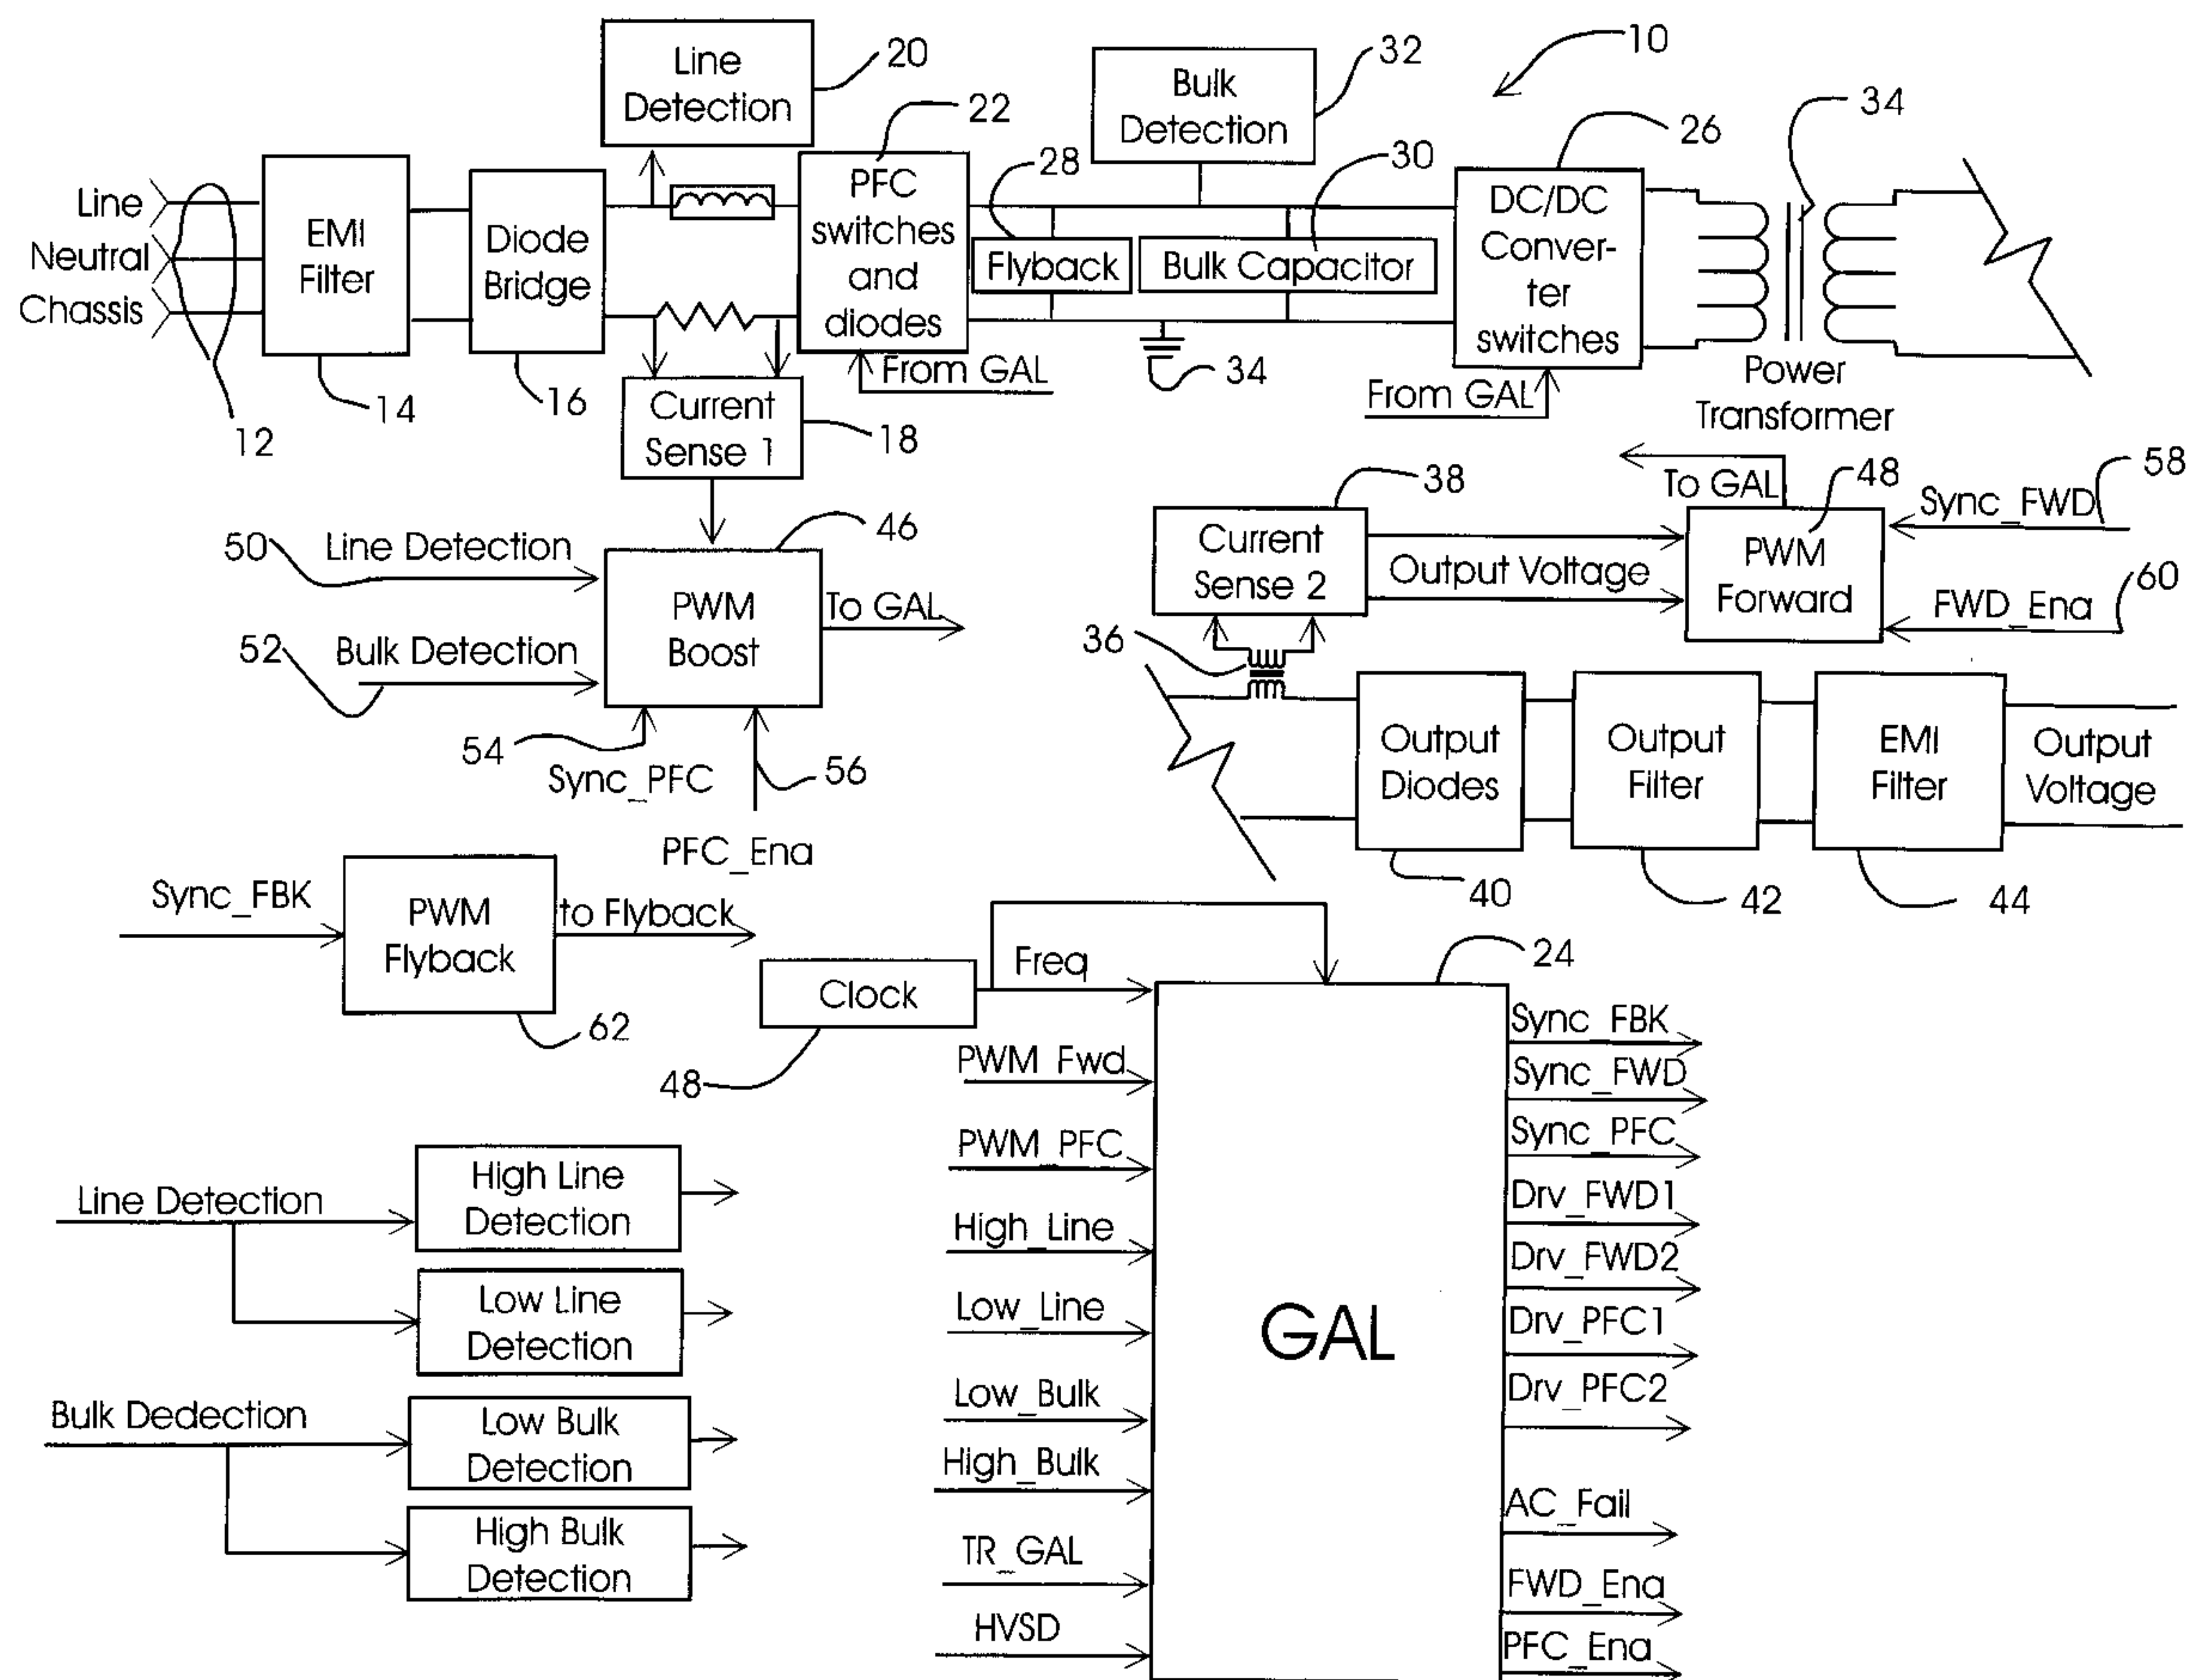 Line
Detection
20
Bulk
Detection
32
10
22
28
30
26
34
Line
Neutral
Chassis
EMI
Filter
Diode
Bridge
PFC
switches
and
diodes
Flyback
Bulk Capacitor
DC/DC
Conver-
ter
switches
12
14
16
From GAL
34
From GAL
Power
Transformer
Current
Sense 1
18
46
50
Line Detection
PWM
Boost
To GAL
52
Bulk Detection
54
Sync_PFC
56
PFC_Ena
38
To GAL
48
58
Sync_FWD
Current
Sense 2
Output Voltage
PWM
Forward
60
FWD_Ena
36
Output
Diodes
Output
Filter
EMI
Filter
Output
Voltage
40
42
44
Sync_FBK
PWM
Flyback
to Flyback
62
Clock
48
Freq
24
PWM_Fwd
PWM_PFC
High_Line
Low_Line
Low_Bulk
High_Bulk
TR_GAL
HVSD
GAL
Sync_FBK
Sync_FWD
Sync_PFC
Drv_FWD1
Drv_FWD2
Drv_PFC1
Drv_PFC2
AC_Fail
FWD_Ena
PFC_Ena
Line Detection
High Line
Detection
Low Line
Detection
Bulk Dedection
Low Bulk
Detection
High Bulk
Detection